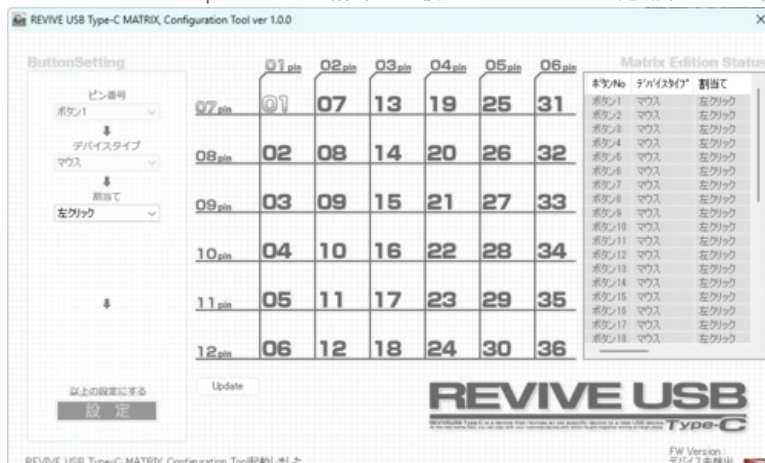 REVIVE USB Type-C MATRIX, Configuration Tool ver 1.0.0
ButtonSetting
ピン番号
ボタン1
デバイスタイプ
マウス
割当て
左クリック
以上の設定にする
設 定
01pin 02pin 03pin 04pin 05pin 06pin
07pin 01 07 13 19 25 31
08pin 02 08 14 20 26 32
09pin 03 09 15 21 27 33
10pin 04 10 16 22 28 34
11pin 05 11 17 23 29 35
12pin 06 12 18 24 30 36
Update
Matrix Edition Status
ボタンNo デバイスタイプ 割当て
ボタン1 マウス 左クリック
ボタン2 マウス 左クリック
ボタン3 マウス 左クリック
ボタン4 マウス 左クリック
ボタン5 マウス 左クリック
ボタン6 マウス 左クリック
ボタン7 マウス 左クリック
ボタン8 マウス 左クリック
ボタン9 マウス 左クリック
ボタン10 マウス 左クリック
ボタン11 マウス 左クリック
ボタン12 マウス 左クリック
ボタン13 マウス 左クリック
ボタン14 マウス 左クリック
ボタン15 マウス 左クリック
ボタン16 マウス 左クリック
ボタン17 マウス 左クリック
ボタン18 マウス 左クリック
REVIVE USB
Type-C
FW Version :
デバイス未検出
REVIVE USB Type-C MATRIX, Configuration Tool起動しました